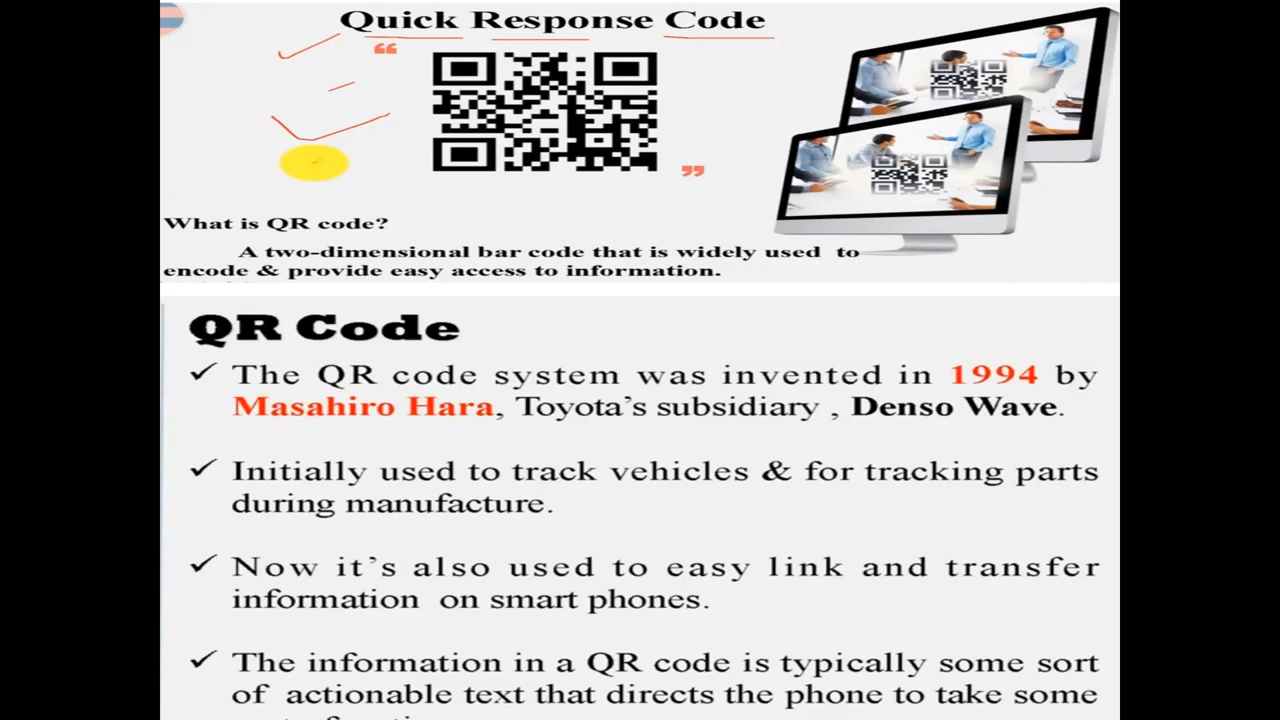 Quick Response Code
“
”
What is QR code?
A two-dimensional bar code that is widely used to
encode & provide easy access to information.
QR Code
✓ The QR code system was invented in 1994 by
Masahiro Hara, Toyota’s subsidiary , Denso Wave.
✓ Initially used to track vehicles & for tracking parts
during manufacture.
✓ Now it’s also used to easy link and transfer
information on smart phones.
✓ The information in a QR code is typically some sort
of actionable text that directs the phone to take some